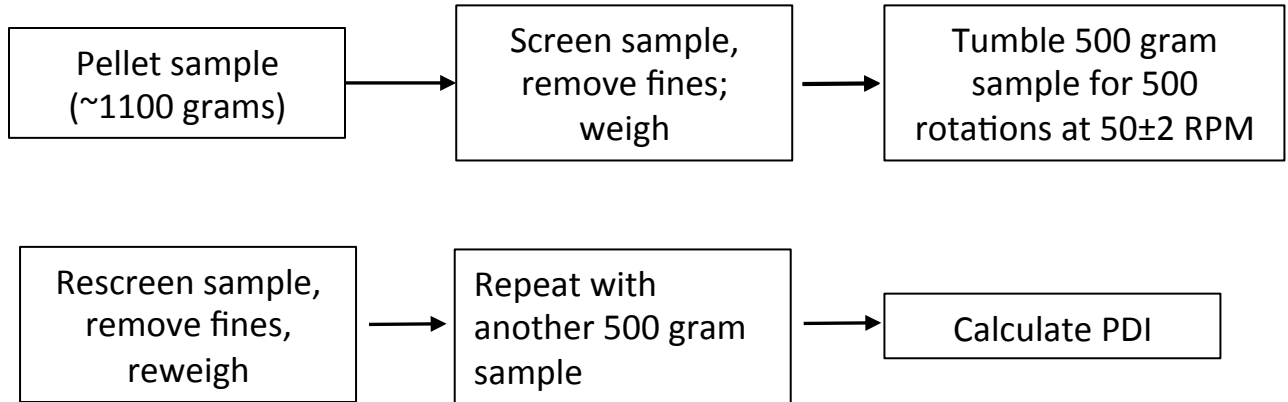 Pellet sample
(~1100 grams)
Screen sample,
remove fines;
weigh
Tumble 500 gram
sample for 500
rotations at 50±2 RPM
Rescreen sample,
remove fines,
reweigh
Repeat with
another 500 gram
sample
Calculate PDI